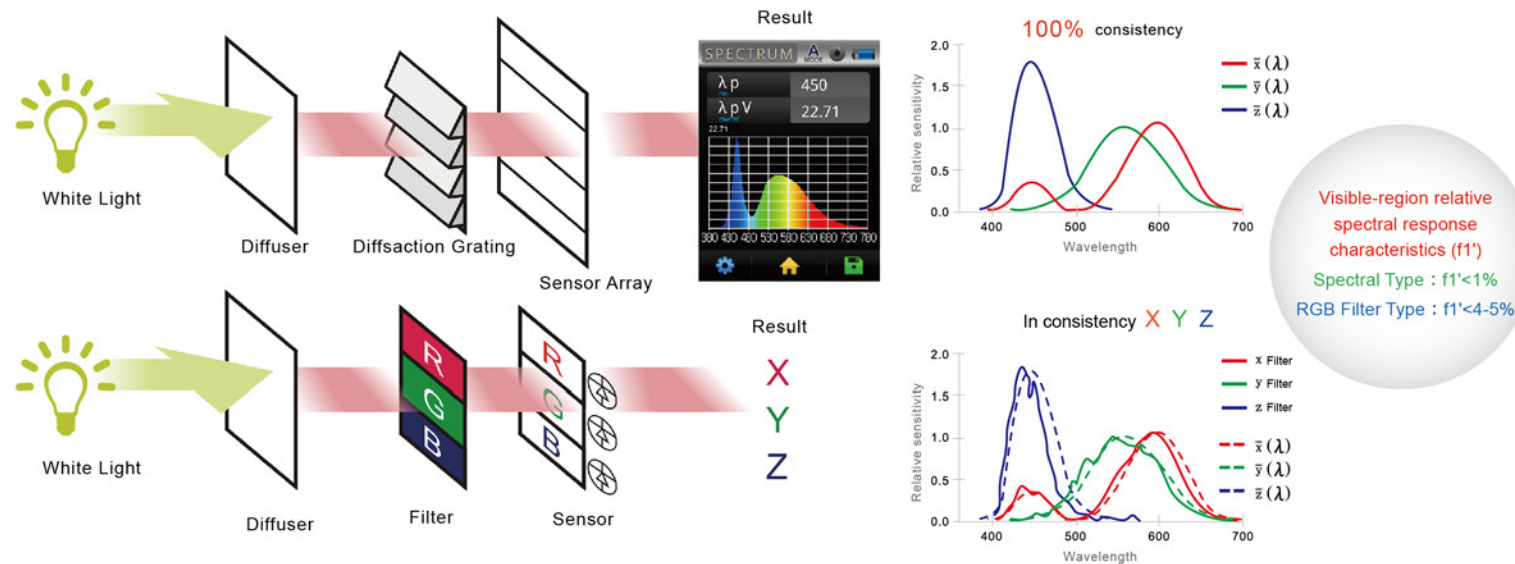 White Light
Diffuser
Diffsaction Grating
Sensor Array
Result
SPECTRUM A MODE
λp 450
λpV 22.71
22.71
380 430 480 530 580 630 680 730 780
100% consistency
Relative sensitivity
2.0
1.5
1.0
0.5
0.0
400 500 600 700
Wavelength
x̄ (λ)
ȳ (λ)
z̄ (λ)
Visible-region relative
spectral response
characteristics (f1')
Spectral Type：f1'<1%
RGB Filter Type：f1'<4-5%
White Light
Diffuser
R
G
B
Filter
R
G
B
Sensor
Result
X
Y
Z
In consistency X Y Z
Relative sensitivity
2.0
1.5
1.0
0.5
0.0
400 500 600 700
Wavelength
x Filter
y Filter
z Filter
x̄ (λ)
ȳ (λ)
z̄ (λ)